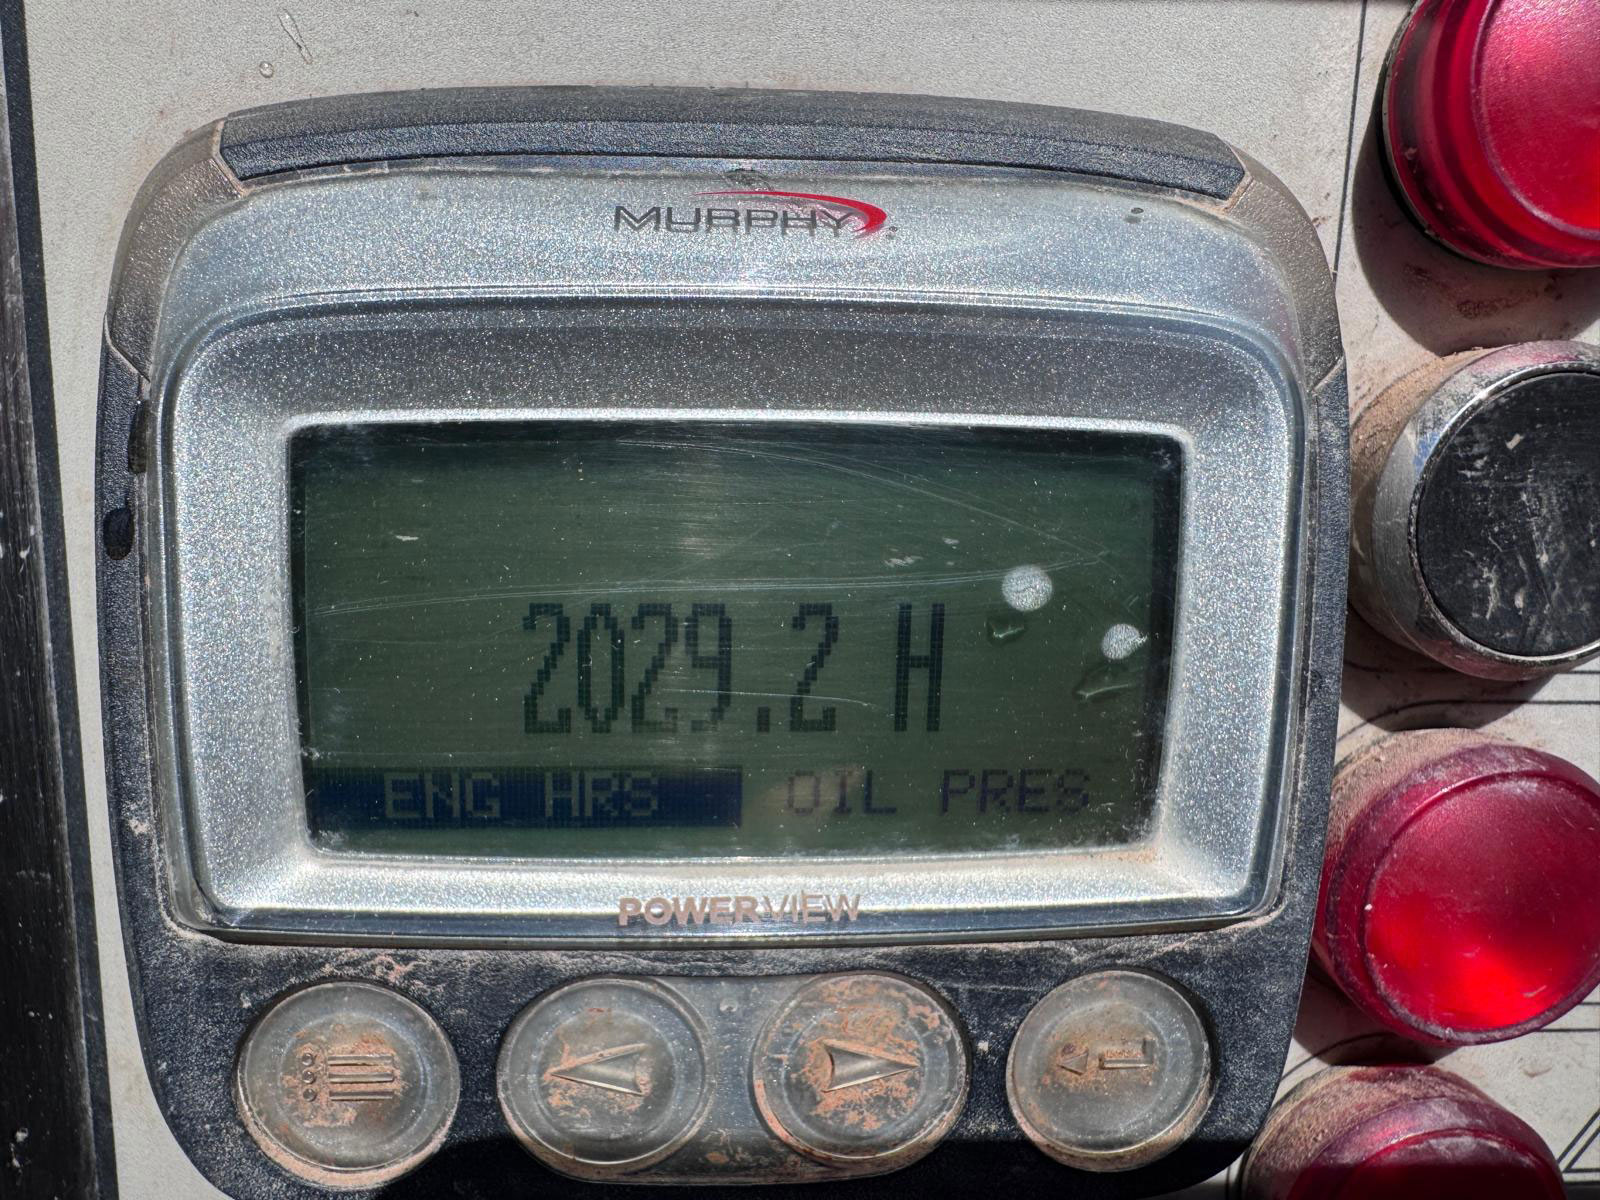 MURPHY
2029.2 H
ENG HRS OIL PRES
POWERVIEW